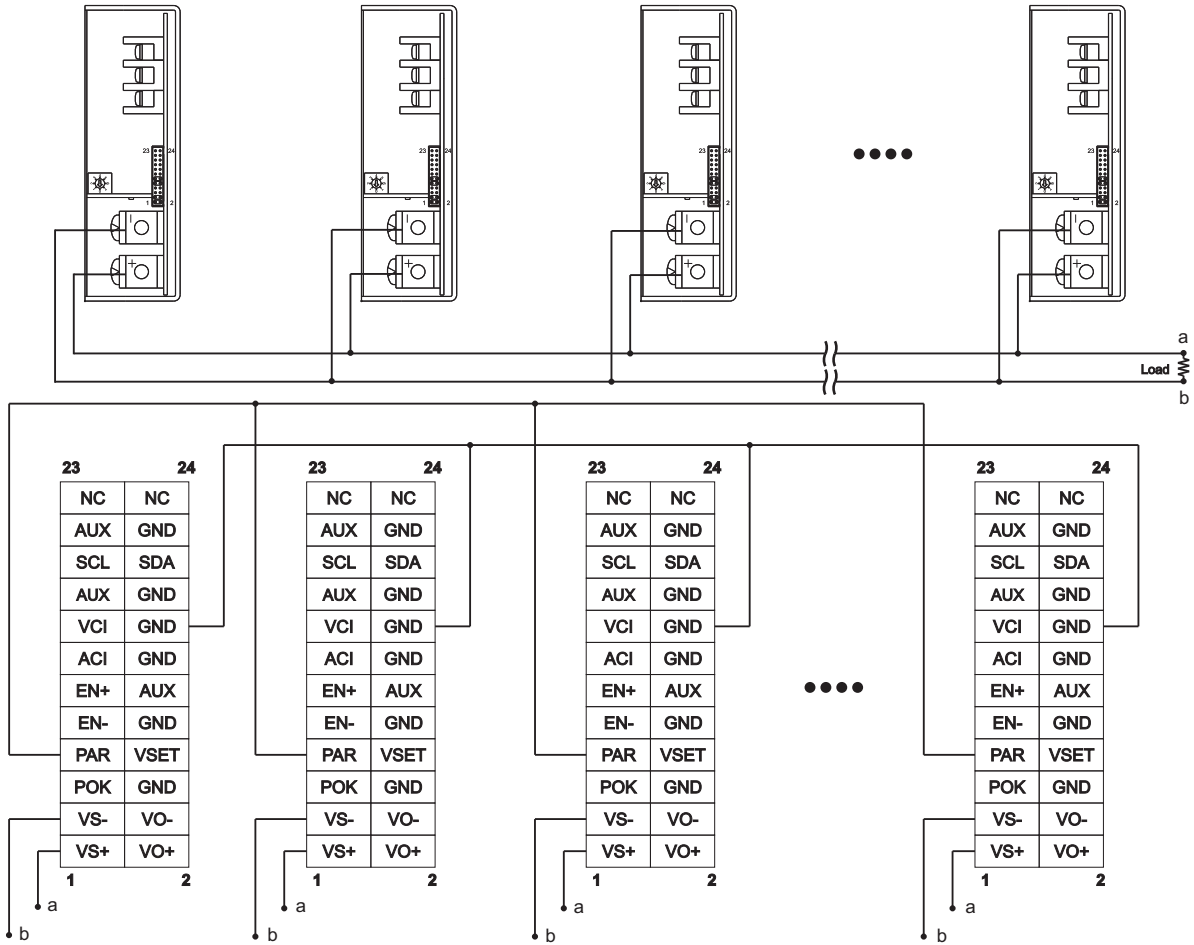 23 24 23 24 23 24 23 24
1 2 1 2 1 2 1 2
- - - -
+ + + +
a
Load
b
23 24 23 24 23 24 23 24
NC NC NC NC NC NC NC NC
AUX GND AUX GND AUX GND AUX GND
SCL SDA SCL SDA SCL SDA SCL SDA
AUX GND AUX GND AUX GND AUX GND
VCI GND VCI GND VCI GND VCI GND
ACI GND ACI GND ACI GND ACI GND
EN+ AUX EN+ AUX EN+ AUX EN+ AUX
EN- GND EN- GND EN- GND EN- GND
PAR VSET PAR VSET PAR VSET PAR VSET
POK GND POK GND POK GND POK GND
VS- VO- VS- VO- VS- VO- VS- VO-
VS+ VO+ VS+ VO+ VS+ VO+ VS+ VO+
1 2 1 2 1 2 1 2
a a a a
b b b b